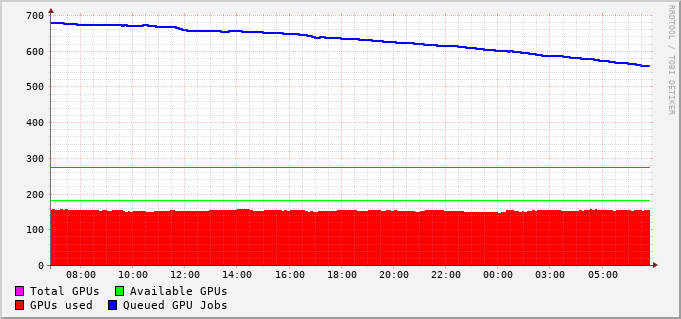 700
600
500
400
300
200
100
0
08:00 10:00 12:00 14:00 16:00 18:00 20:00 22:00 00:00 03:00 05:00
Total GPUs Available GPUs
GPUs used Queued GPU Jobs
RRDTOOL / TOBI OETIKER